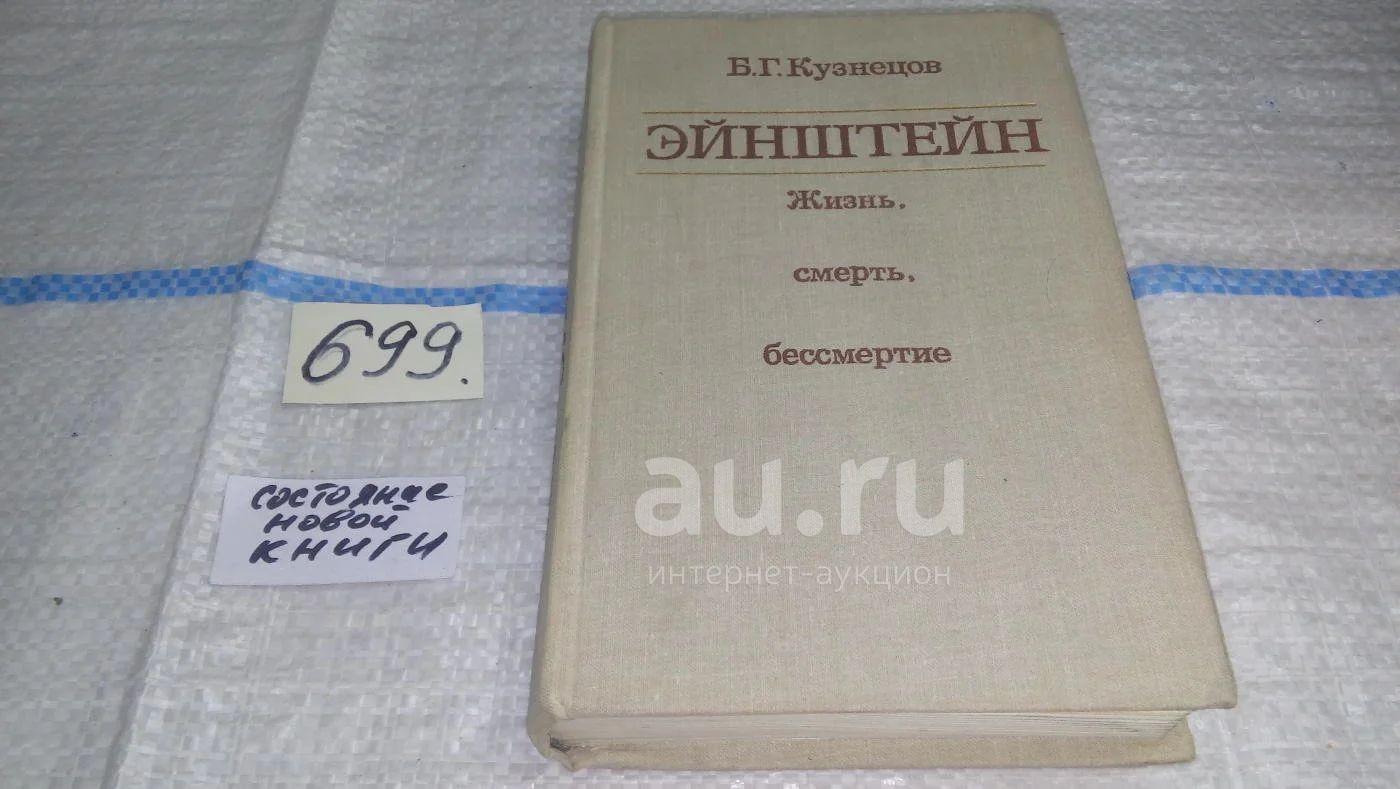 Б.Г.Кузнецов
ЭЙНШТЕЙН
Жизнь.
смерть.
бессмертие
699.
состояние
новой
книги
au.ru
интернет-аукцион